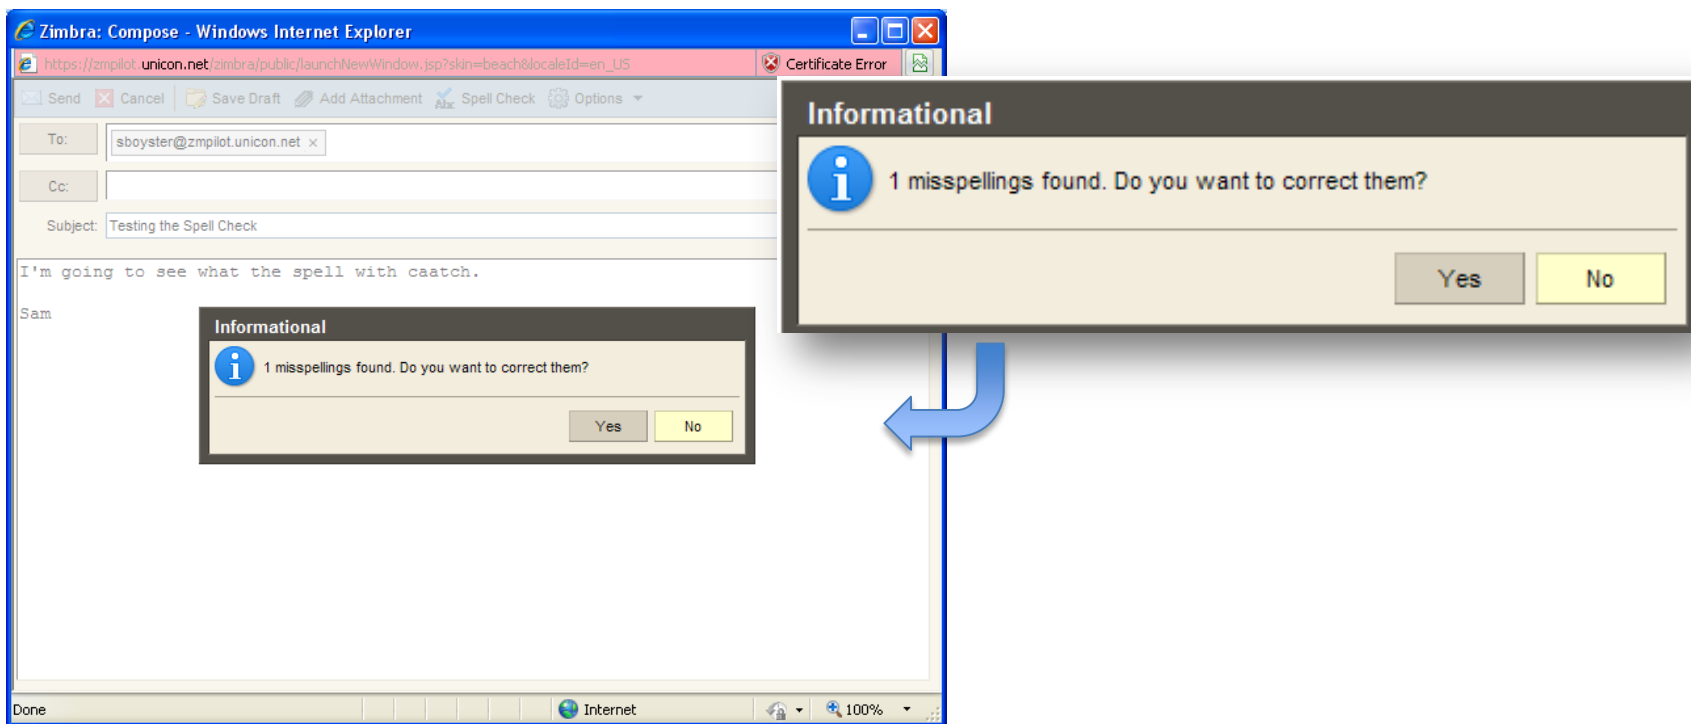 Zimbra: Compose - Windows Internet Explorer
https://zmpilot.unicon.net/zimbra/public/launchNewWindow.jsp?skin=beach&localeId=en_US Certificate Error
Send Cancel Save Draft Add Attachment Abc Spell Check Options
To: sboyster@zmpilot.unicon.net ×
Cc:
Subject: Testing the Spell Check
I'm going to see what the spell with caatch.
Sam
Informational
1 misspellings found. Do you want to correct them?
Yes No
Done Internet 100%
Informational
1 misspellings found. Do you want to correct them?
Yes No